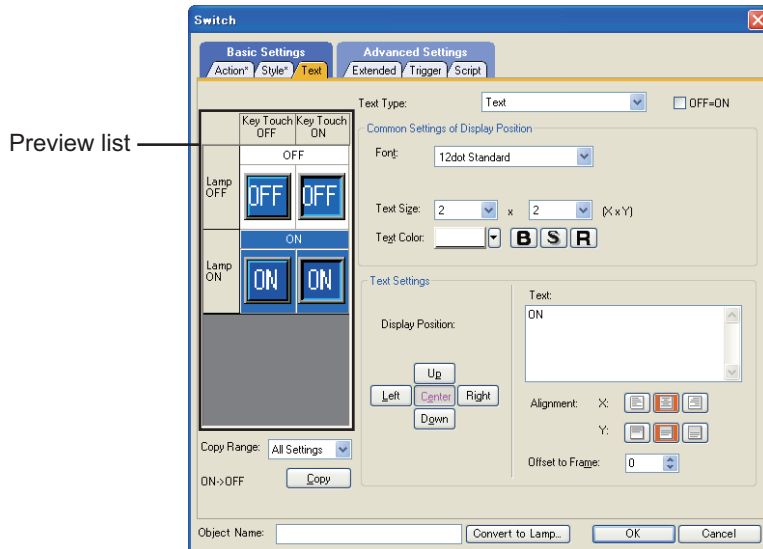 Switch
Basic Settings Advanced Settings
Action* Style* Text Extended Trigger Script
Text Type: Text OFF=ON
Preview list
Key Touch OFF Key Touch ON
Common Settings of Display Position
OFF
Font: 12dot Standard
Lamp OFF
OFF OFF
Text Size: 2 x 2 (X x Y)
Text Color: B S R
ON
Lamp ON
ON ON
Text Settings
Text:
ON
Display Position:
Up
Left Center Right
Down
Alignment: X:
Y:
Offset to Frame: 0
Copy Range: All Settings
ON->OFF Copy
Object Name: Convert to Lamp... OK Cancel